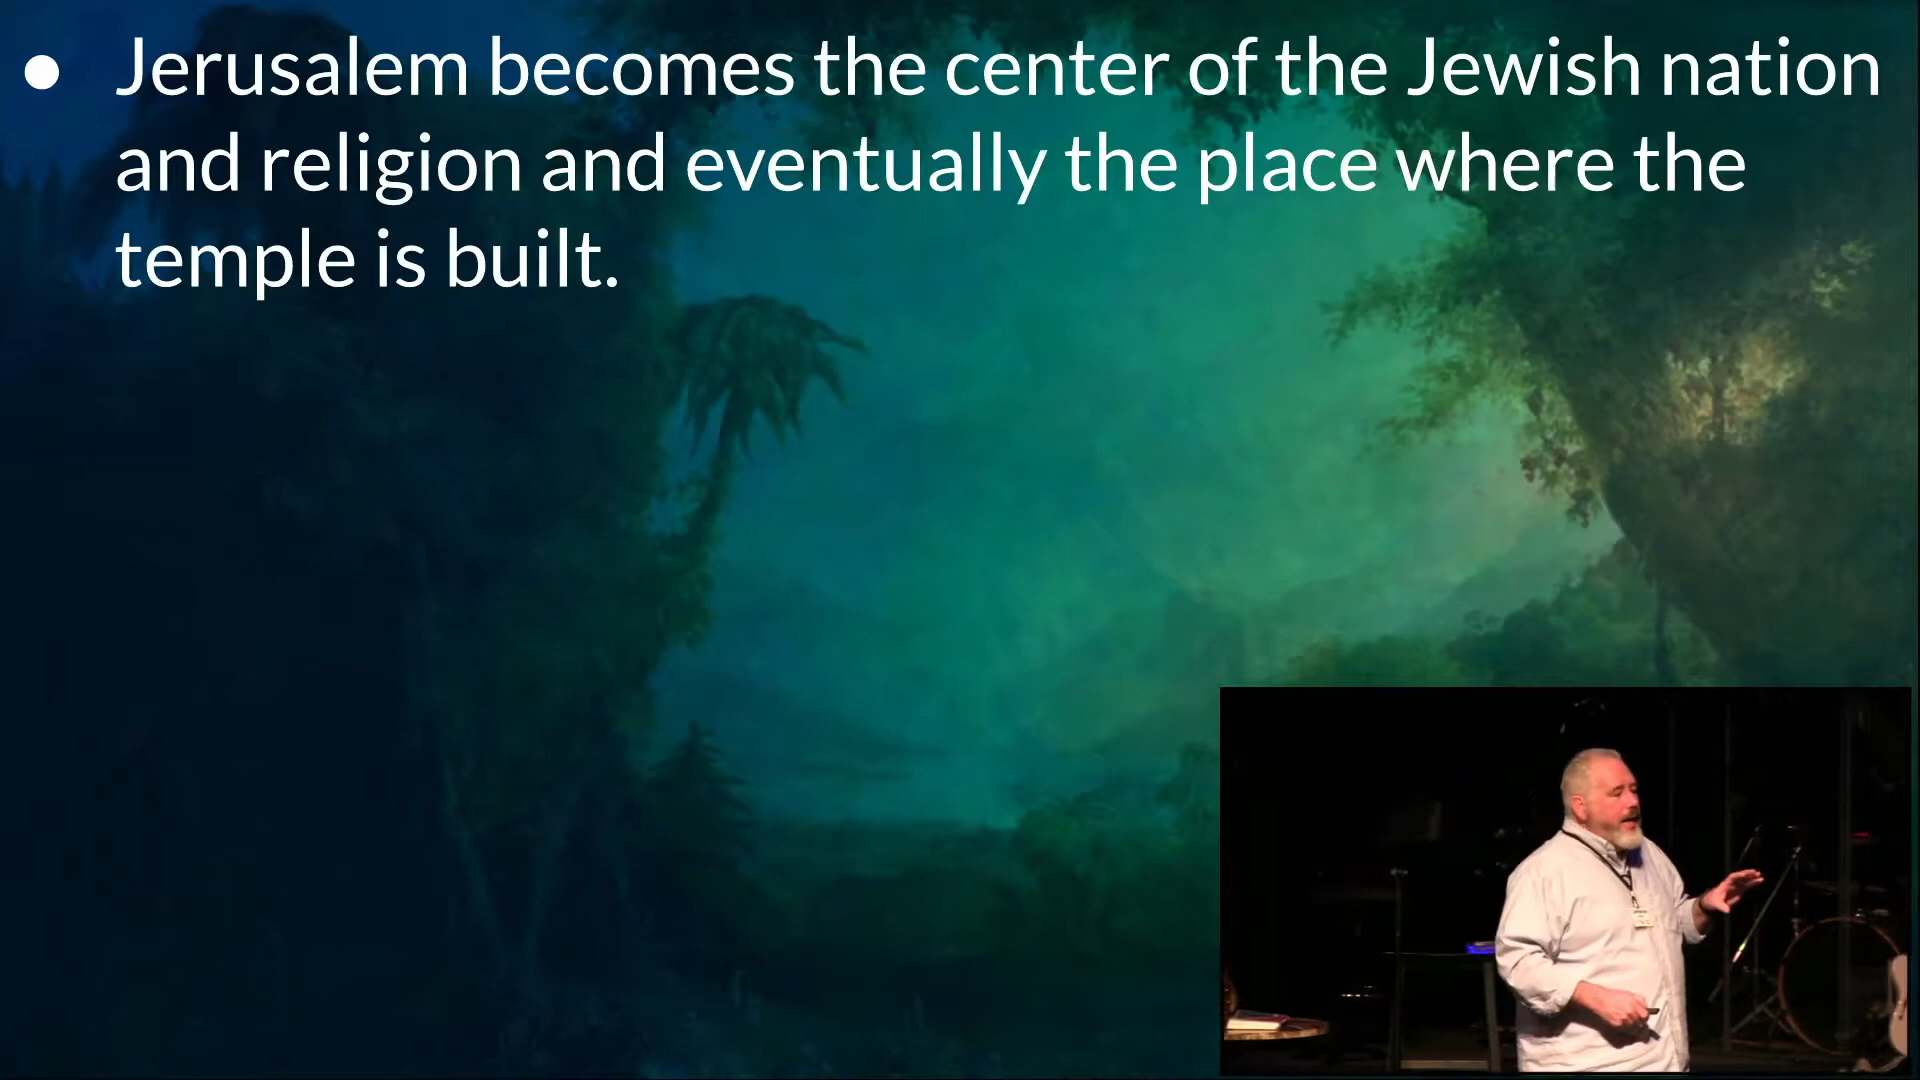 ● Jerusalem becomes the center of the Jewish nation
and religion and eventually the place where the
temple is built.